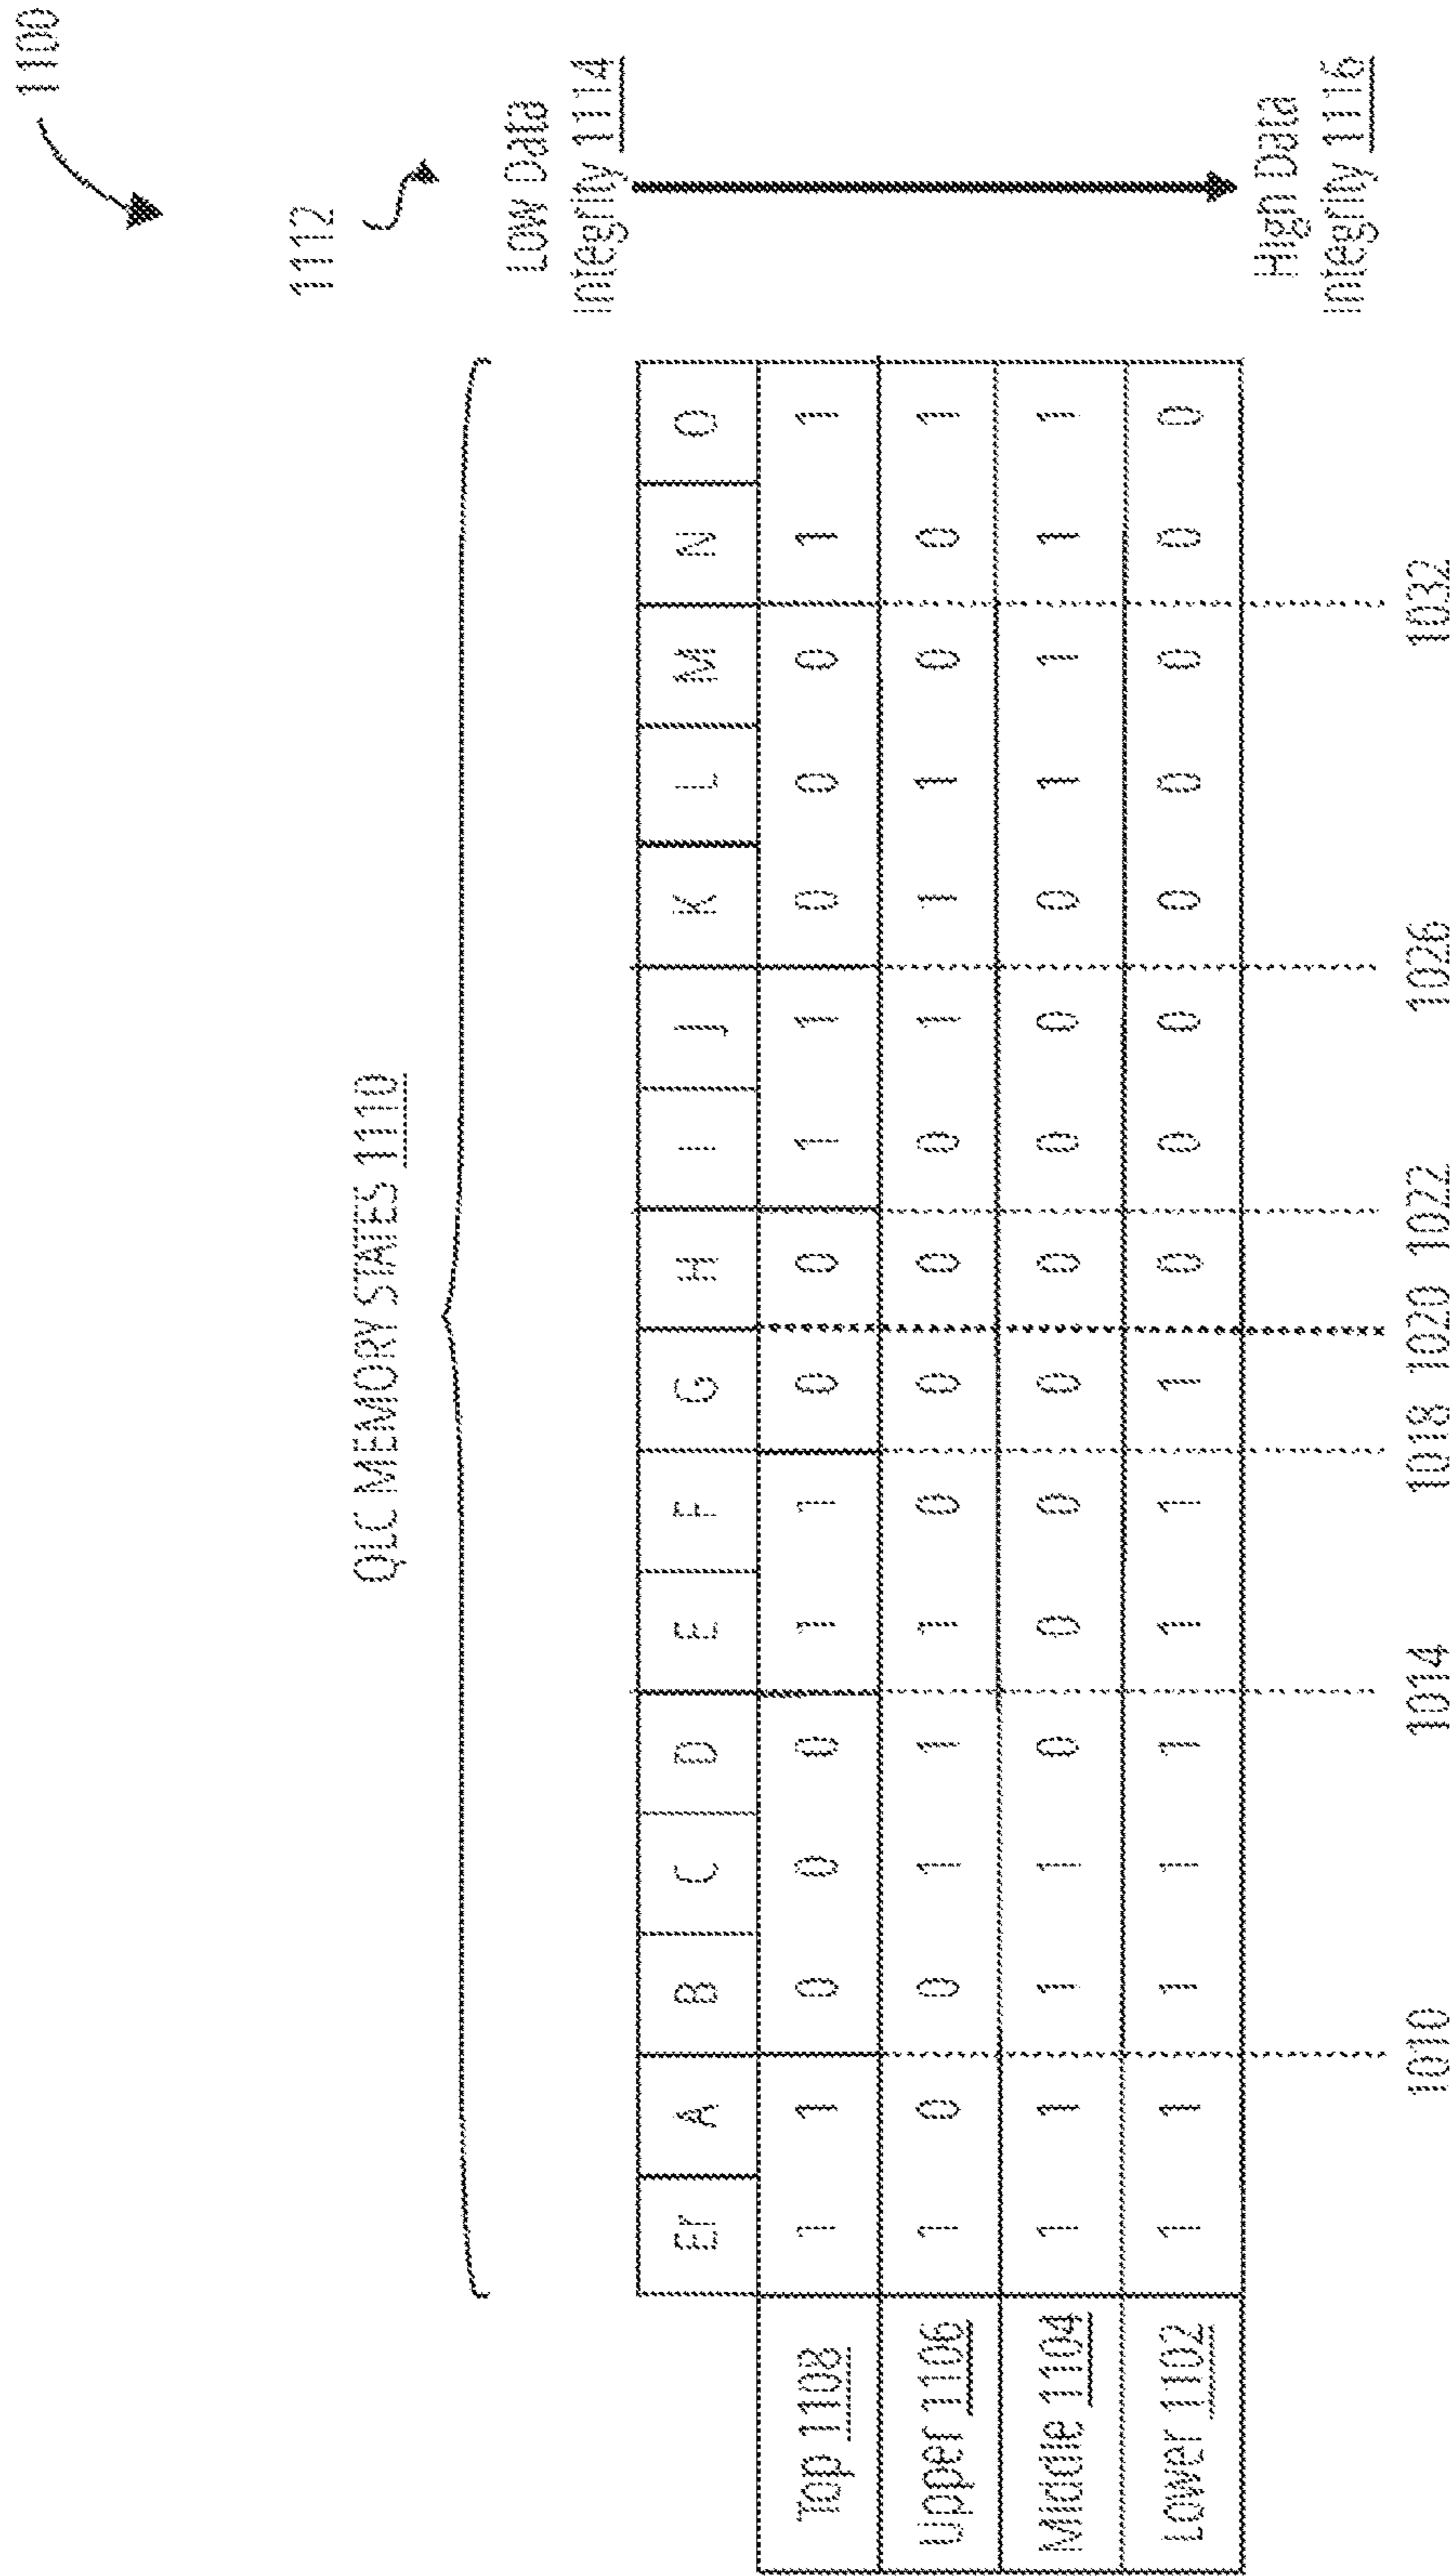 1100
1112
QLC MEMORY STATES 1110
Low Data
Integrity 1114
Er A B C D E F G H I J K L M N O
Top 1108 1 1 0 0 0 1 1 0 0 1 1 0 0 0 1 1
Upper 1106 1 0 0 1 1 1 0 0 0 0 1 1 1 0 0 1
Middle 1104 1 1 1 1 0 0 0 0 0 0 0 0 1 1 1 1
Lower 1102 1 1 1 1 1 1 1 1 0 0 0 0 0 0 0 0
High Data
Integrity 1116
1010 1014 1018 1020 1022 1026 1032